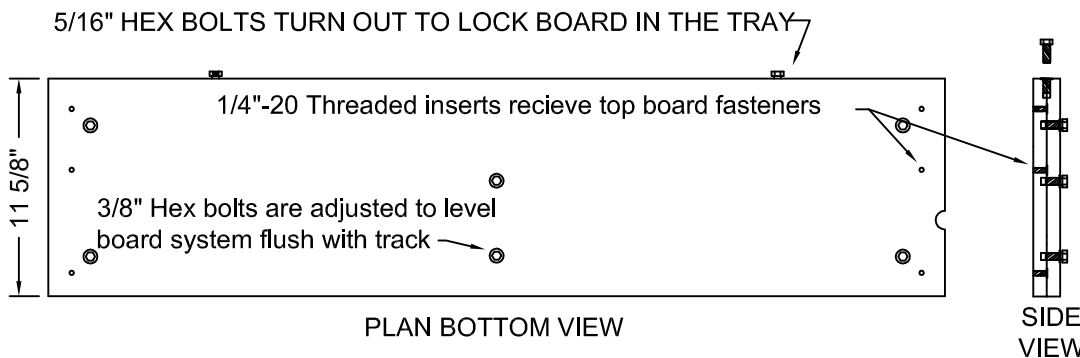 5/16" HEX BOLTS TURN OUT TO LOCK BOARD IN THE TRAY
1/4"-20 Threaded inserts recieve top board fasteners
11 5/8"
3/8" Hex bolts are adjusted to level
board system flush with track
PLAN BOTTOM VIEW
SIDE
VIEW